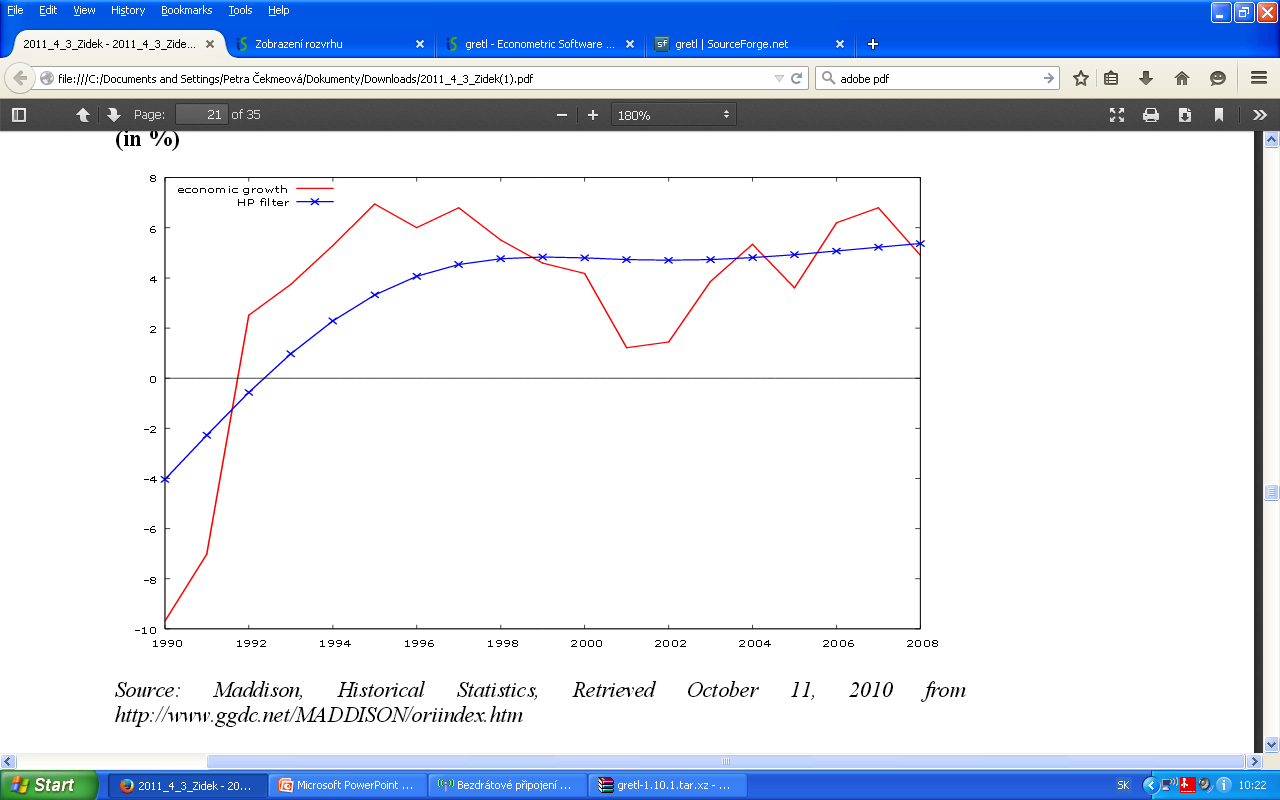 File Edit View History Bookmarks Tools Help
2011_4_3_Zidek - 2011_4_3_Zide... Zobrazení rozvrhu gretl - Econometric Software ... gretl | SourceForge.net
file:///C:/Documents and Settings/Petra Čekmeová/Dokumenty/Downloads/2011_4_3_Zidek(1).pdf adobe pdf
Page: 21 of 35 180%
(in %)
economic growth
HP filter
8
6
4
2
0
-2
-4
-6
-8
-10
1990 1992 1994 1996 1998 2000 2002 2004 2006 2008
Source: Maddison, Historical Statistics, Retrieved October 11, 2010 from
http://www.ggdc.net/MADDISON/oriindex.htm
Start 2011_4_3_Zidek - 20... Microsoft PowerPoint ... Bezdrátové připojení ... gretl-1.10.1.tar.xz - ... SK 10:22